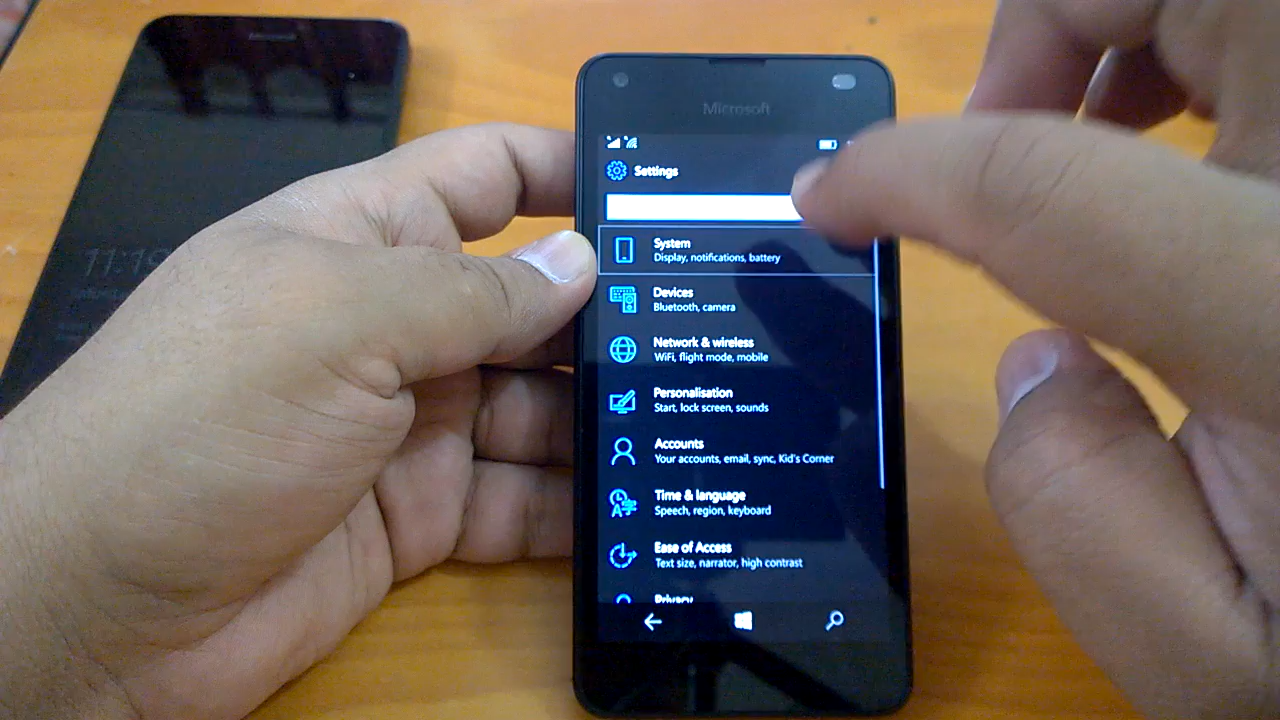 Microsoft
Microsoft
Settings
System
Display, notifications, battery
Devices
Bluetooth, camera
Network & wireless
WiFi, flight mode, mobile
Personalisation
Start, lock screen, sounds
Accounts
Your accounts, email, sync, Kid's Corner
Time & language
Speech, region, keyboard
Ease of Access
Text size, narrator, high contrast
Privacy